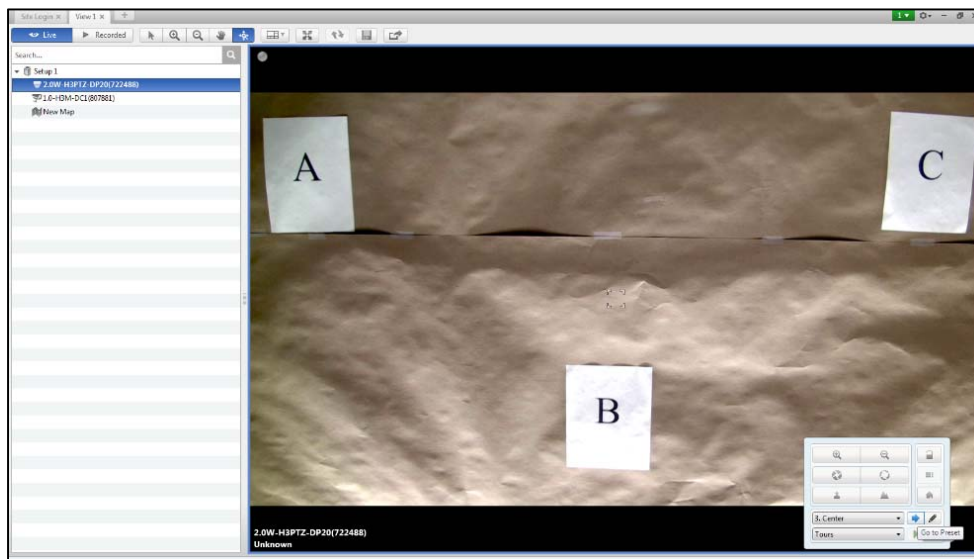 Site Login × View 1 × +
1
Live Recorded
Search...
Setup 1
2.0W-H3PTZ-DP20(722488)
1.0-H3M-DC1(807881)
New Map
A
C
B
3. Center
Go to Preset
Tours
2.0W-H3PTZ-DP20(722488)
Unknown